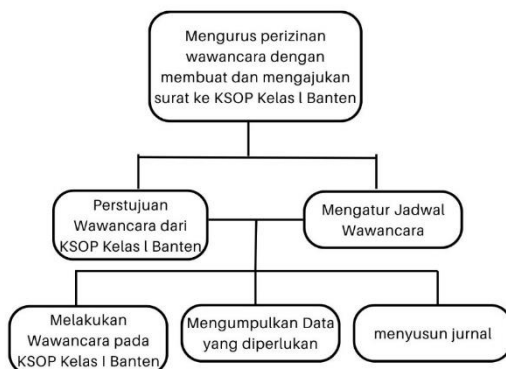 Mengurus perizinan
wawancara dengan
membuat dan mengajukan
surat ke KSOP Kelas l Banten
Perstujuan
Wawancara dari
KSOP Kelas l Banten
Mengatur Jadwal
Wawancara
Melakukan
Wawancara pada
KSOP Kelas I Banten
Mengumpulkan Data
yang diperlukan
menyusun jurnal